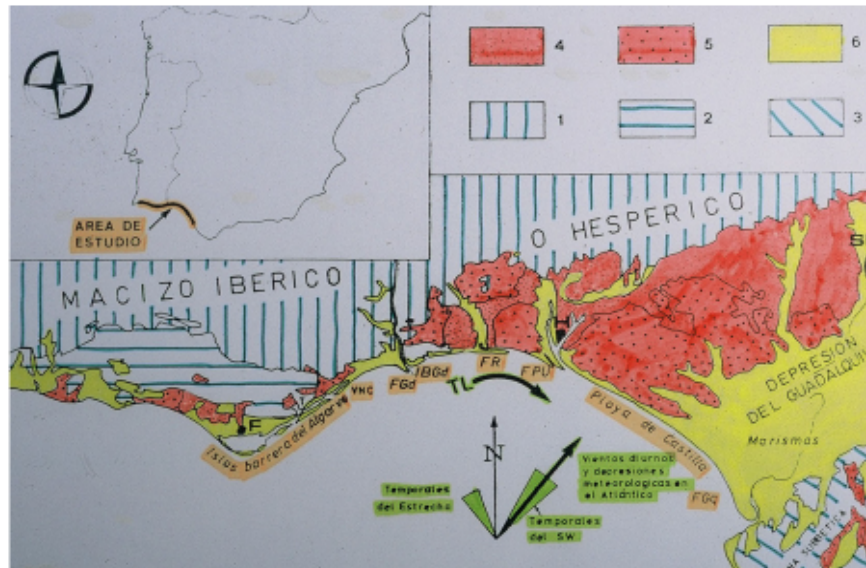 AREA DE
ESTUDIO
4
5
6
1
2
3
MACIZO IBERICO
O HESPERICO
S
H
F
VNC
FGd
IBGd
FR
FPU
TL
Islas barrera del Algarve
Playa de Castilla
FGq
DEPRESION
DEL GUADALQUI
Marismas
N
Vientos diurnos
y depresiones
meteorologicas en
el Atlántico
Temporales
del Estrecho
Temporales
del SW